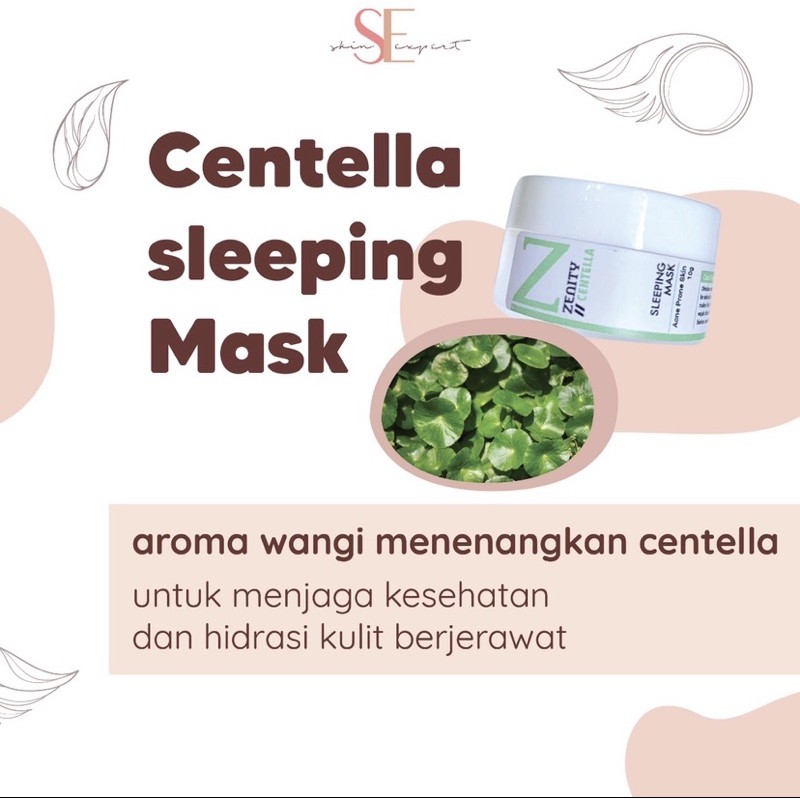 SE
skin expert
Centella
sleeping
Mask
Z
ZENITY
// CENTELLA
SLEEPING
MASK
Acne Prone Skin
10g
aroma wangi menenangkan centella
untuk menjaga kesehatan
dan hidrasi kulit berjerawat